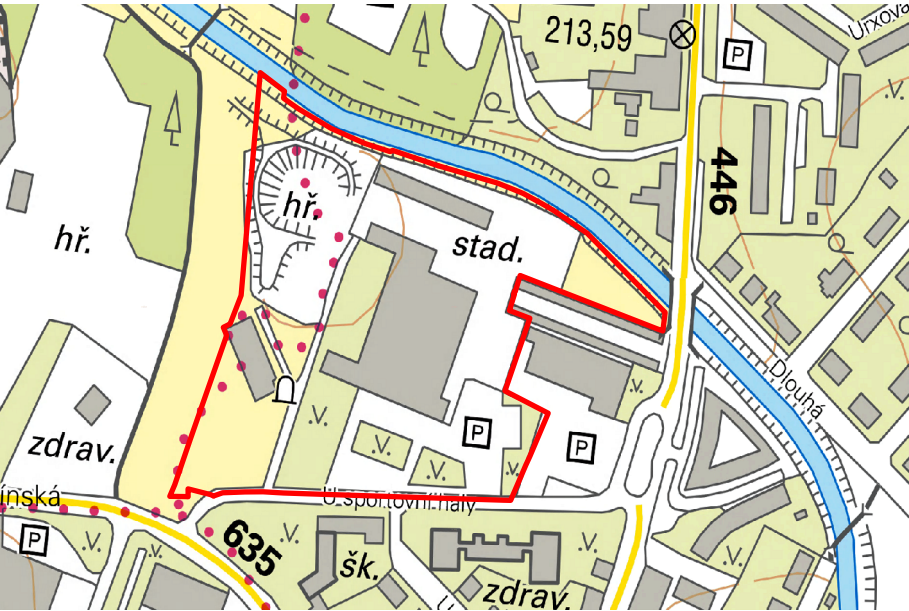 213,59
P
Urxova
V.
446
hř.
hř.
stad.
Dlouhá
V.
V.
P
P
zdrav.
V.
V.
V.
ínská
U sportovní haly
635
P
V.
V.
V.
šk.
V.
V.
zdrav.
U